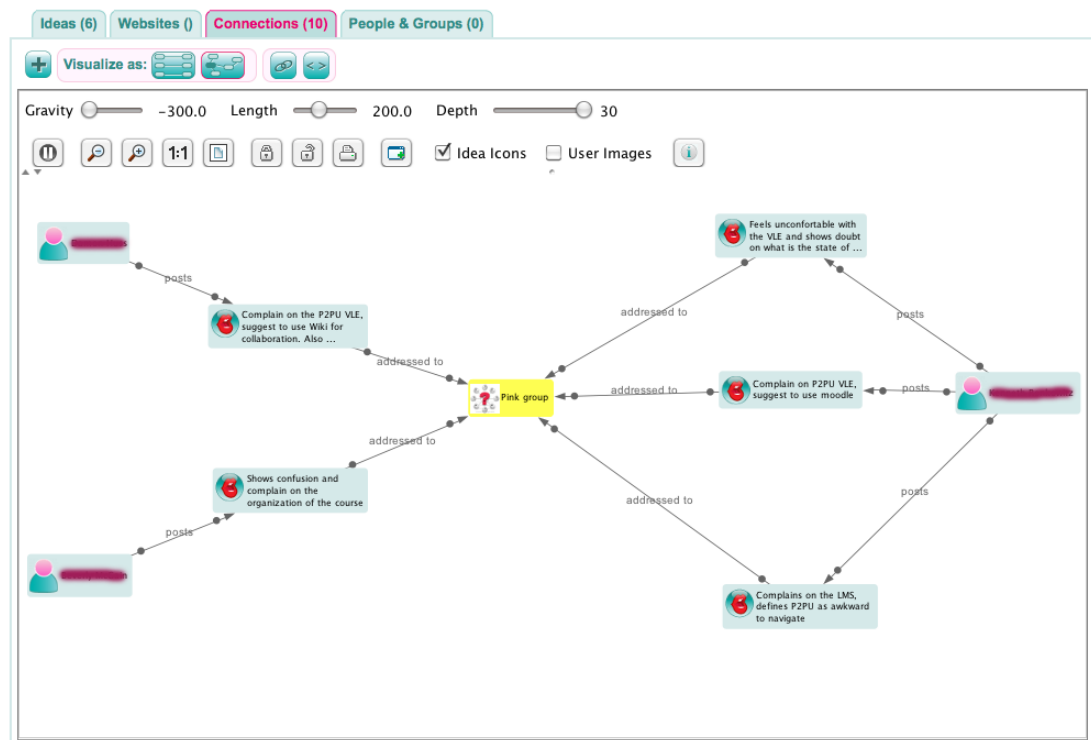 Ideas (6) Websites () Connections (10) People & Groups (0)
Visualize as:
Gravity -300.0 Length 200.0 Depth 30
1:1 Idea Icons User Images i
Feels unconfortable with
the VLE and shows doubt
on what is the state of ...
posts
Complain on the P2PU VLE,
suggest to use Wiki for
collaboration. Also ...
addressed to
posts
addressed to
Pink group
addressed to
Complain on P2PU VLE,
suggest to use moodle
posts
addressed to
Shows confusion and
complain on the
organization of the course
posts
addressed to
posts
Complains on the LMS,
defines P2PU as awkward
to navigate